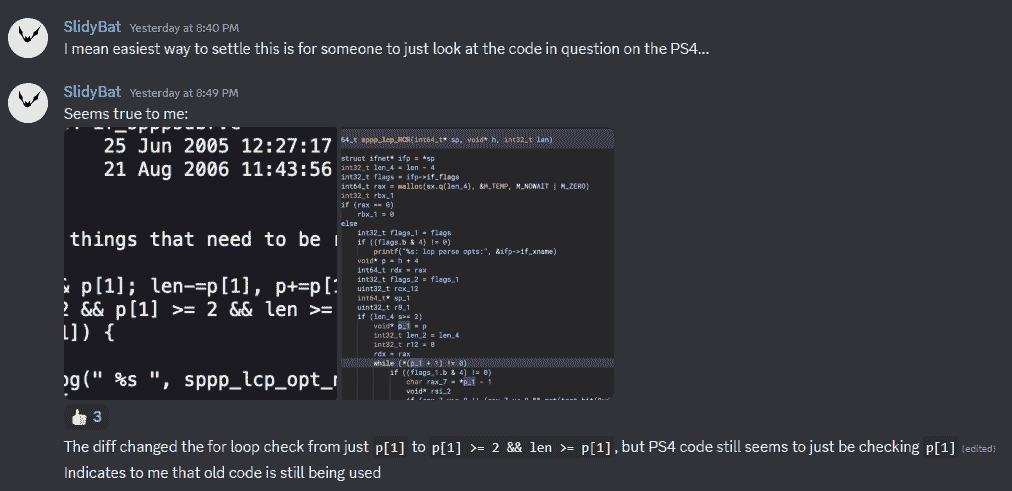 SlidyBat Yesterday at 8:40 PM
I mean easiest way to settle this is for someone to just look at the code in question on the PS4...
SlidyBat Yesterday at 8:49 PM
Seems true to me:
25 Jun 2005 12:27:17
21 Aug 2006 11:43:56
things that need to be
& p[1]; len-=p[1], p+=p[
2 && p[1] >= 2 && len >=
]) {
og(" %s ", sppp_lcp_opt_
64_t sppp_lcp_RCR(int64_t* sp, void* h, int32_t len)
struct ifnet* ifp = *sp
int32_t len_4 = len - 4
int32_t flags = ifp->if_flags
int64_t rax = malloc(sx.q(len_4), &M_TEMP, M_NOWAIT | M_ZERO)
int32_t rbx_1
if (rax == 0)
rbx_1 = 0
else
int32_t flags_1 = flags
if ((flags.b & 4) != 0)
printf("%s: lcp parse opts:", &ifp->if_xname)
void* p = h + 4
int64_t rdx = rax
int32_t flags_2 = flags_1
uint32_t rcx_12
int64_t* sp_1
uint32_t r8_1
if (len_4 s>= 2)
void* p_1 = p
int32_t len_2 = len_4
int32_t r12 = 0
rdx = rax
while (*(p_1 + 1) != 0)
if ((flags_1.b & 4) != 0)
char rax_7 = *p_1 - 1
void* rsi_2
3
The diff changed the for loop check from just p[1] to p[1] >= 2 && len >= p[1], but PS4 code still seems to just be checking p[1] (edited)
Indicates to me that old code is still being used